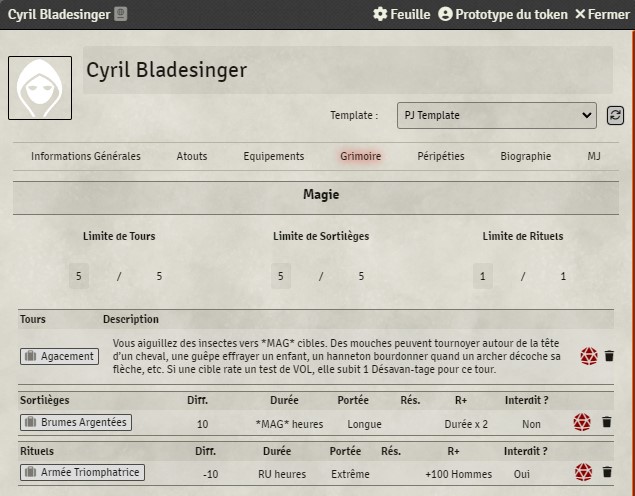 Cyril Bladesinger Feuille Prototype du token Fermer
Cyril Bladesinger
Template : PJ Template
Informations Générales Atouts Equipements Grimoire Péripéties Biographie MJ
Magie
Limite de Tours Limite de Sortilèges Limite de Rituels
5 / 5 5 / 5 1 / 1
Tours Description
Agacement
Vous aiguillez des insectes vers *MAG* cibles. Des mouches peuvent tournoyer autour de la tête
d'un cheval, une guêpe effrayer un enfant, un hanneton bourdonner quand un archer décoche sa
flèche, etc. Si une cible rate un test de VOL, elle subit 1 Désavan-tage pour ce tour.
Sortilèges Diff. Durée Portée Rés. R+ Interdit ?
Brumes Argentées 10 *MAG* heures Longue Durée x 2 Non
Rituels Diff. Durée Portée Rés. R+ Interdit ?
Armée Triomphatrice -10 RU heures Extrême +100 Hommes Oui